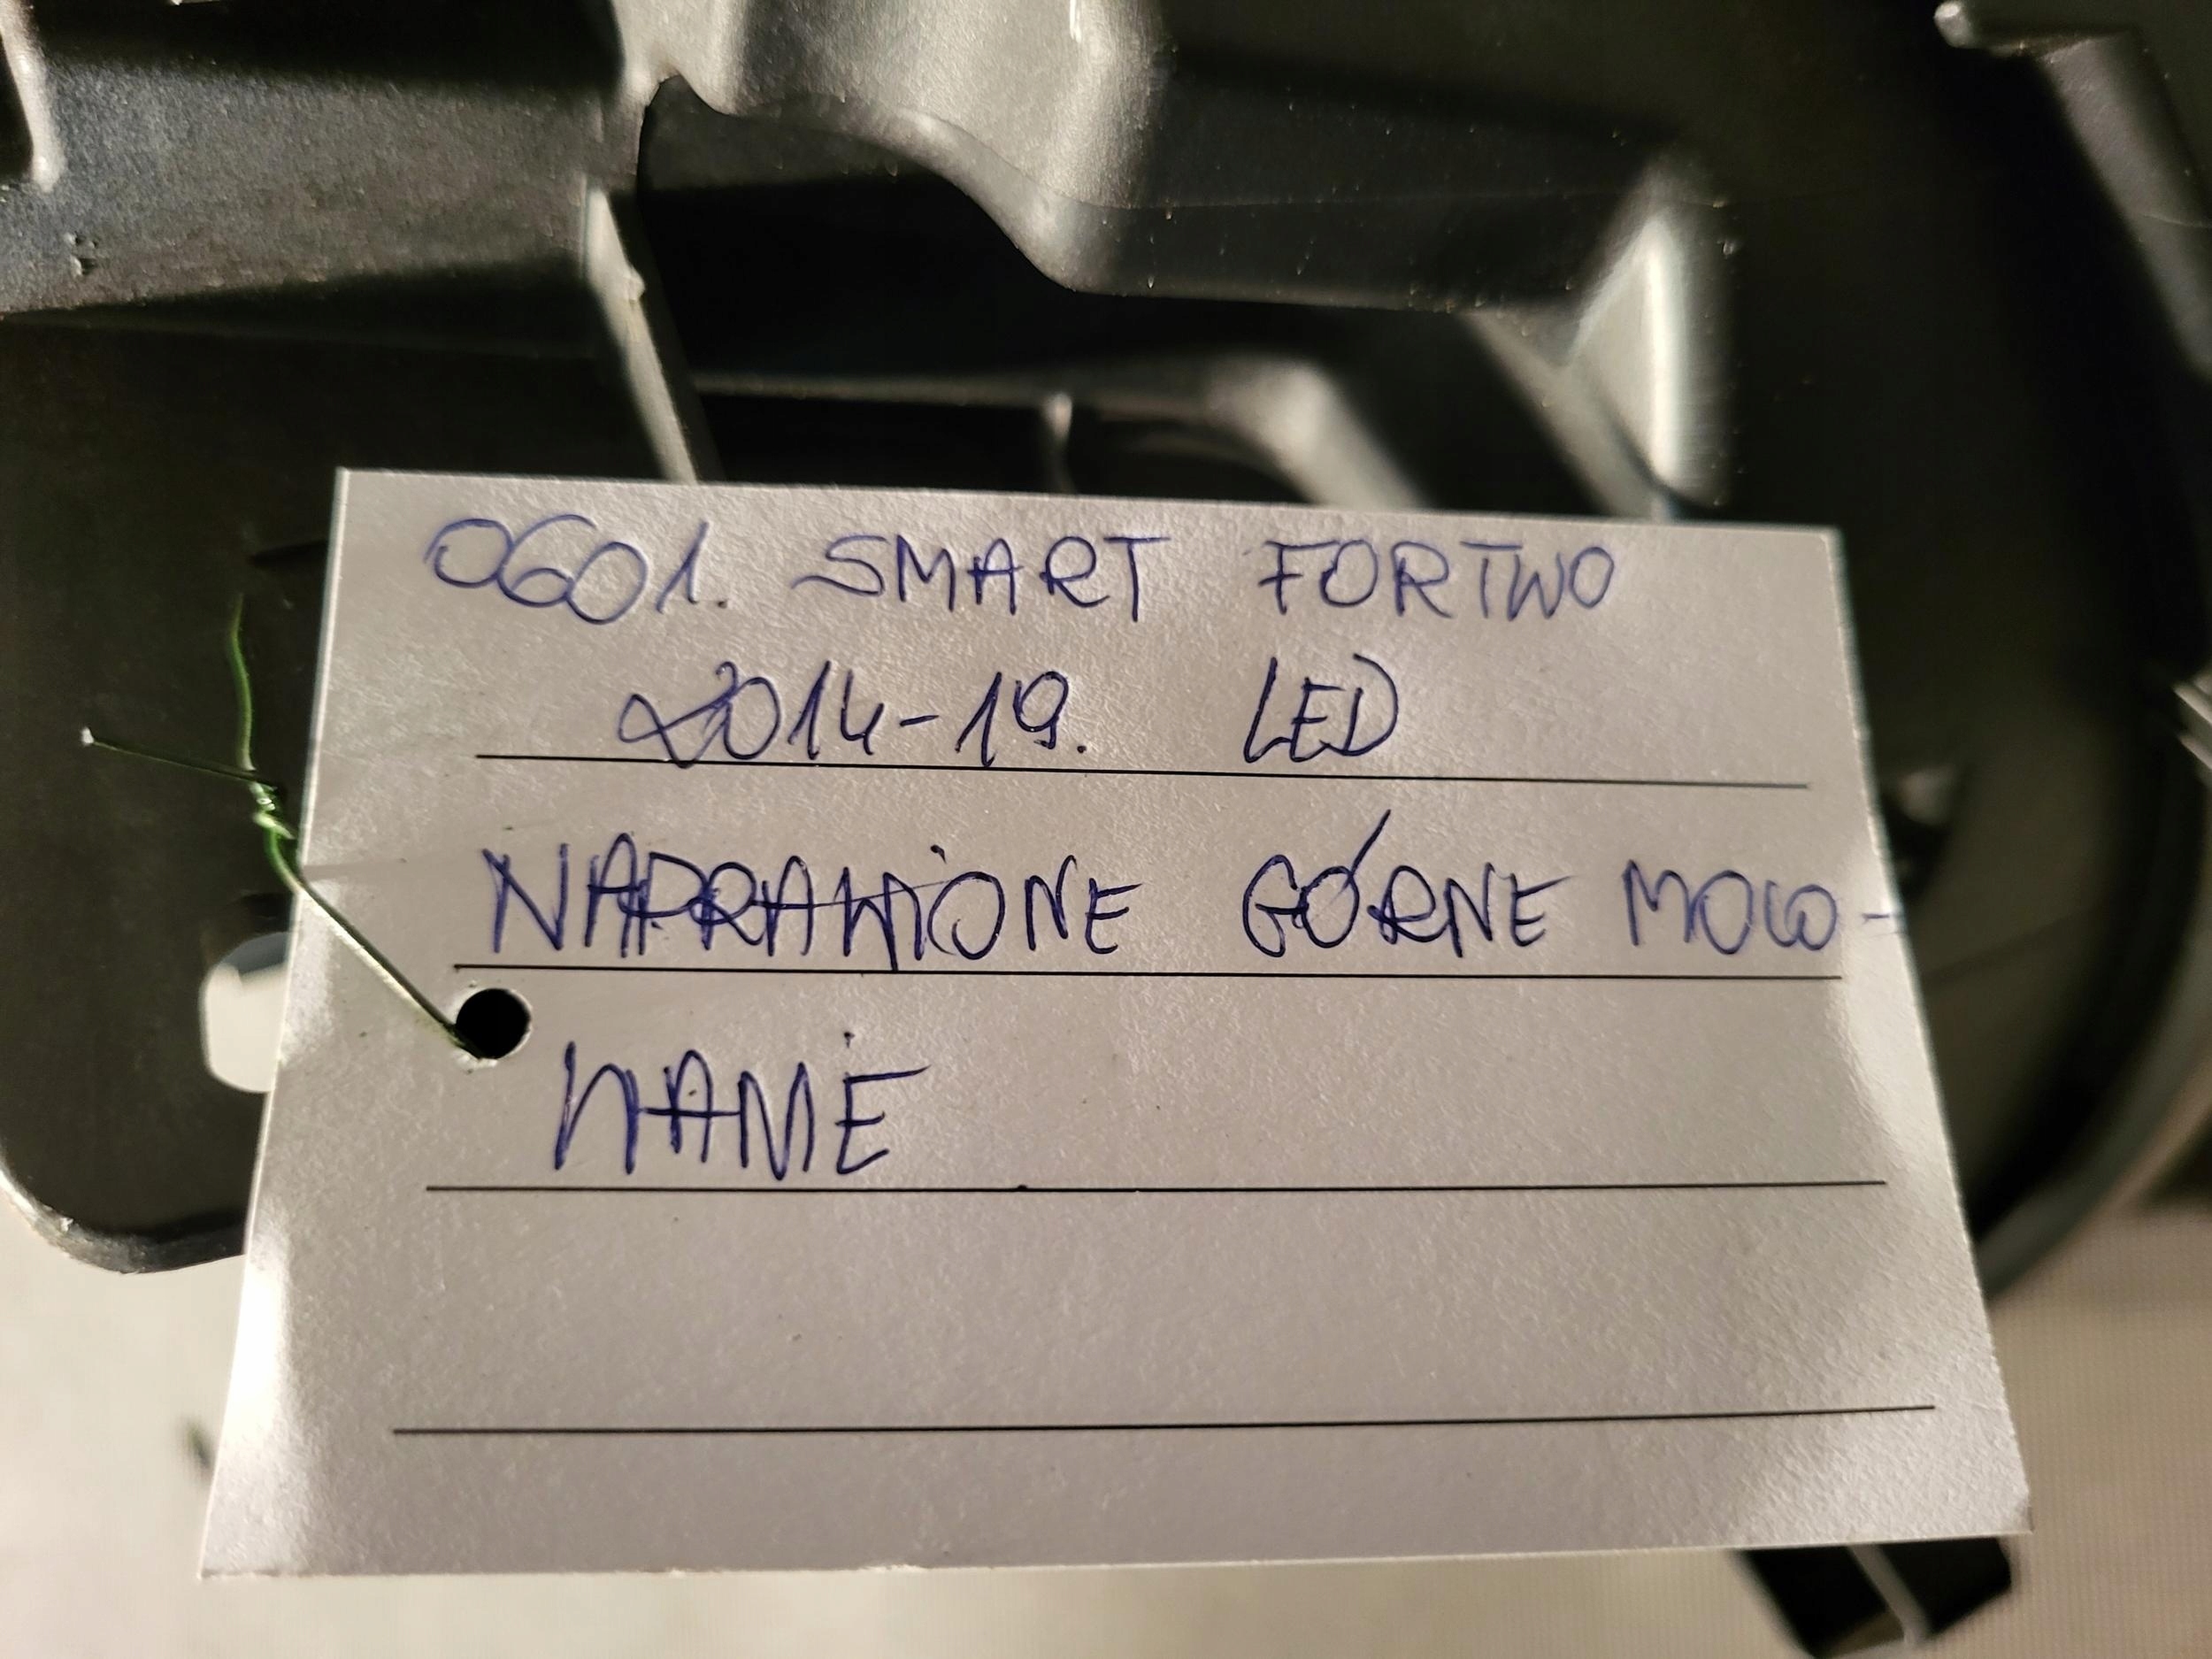 0601. SMART FORTWO
2014-19. LED
NAPRAWIONE GÓRNE MOCO-
WANIE